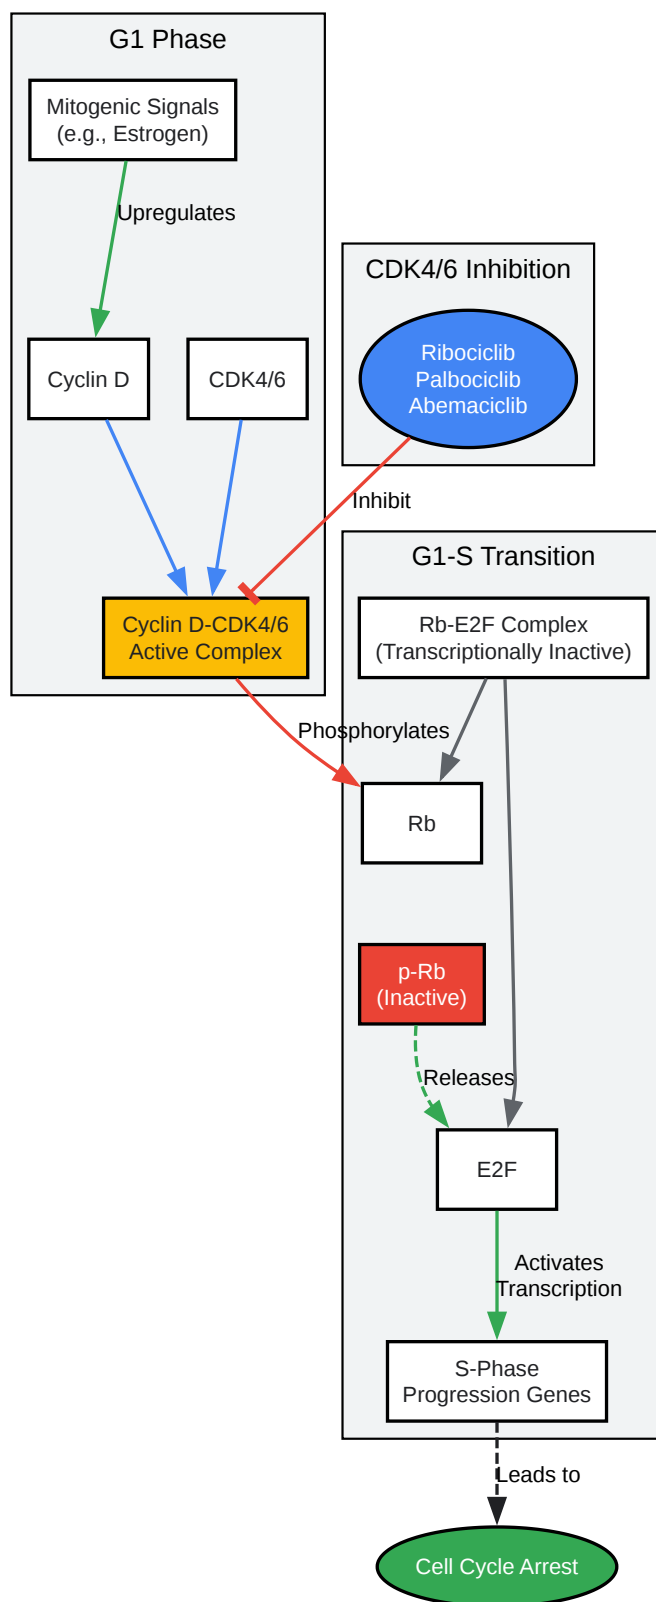 G1 Phase
Mitogenic Signals
(e.g., Estrogen)
Upregulates
CDK4/6 Inhibition
Cyclin D
CDK4/6
Ribociclib
Palbociclib
Abemaciclib
Inhibit
G1-S Transition
Cyclin D-CDK4/6
Active Complex
Rb-E2F Complex
(Transcriptionally Inactive)
Phosphorylates
Rb
p-Rb
(Inactive)
Releases
E2F
Activates
Transcription
S-Phase
Progression Genes
Leads to
Cell Cycle Arrest